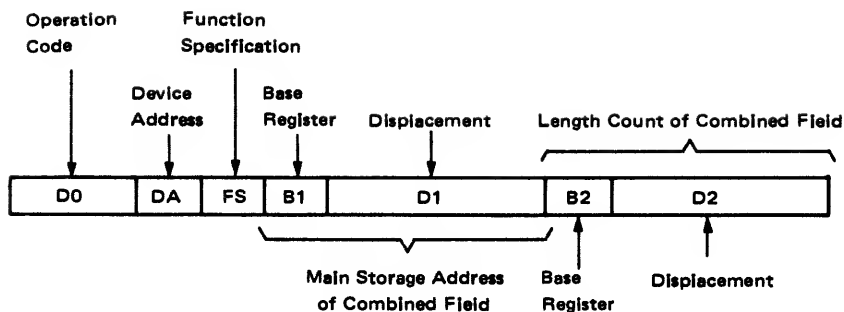 Operation
Code
Function
Specification
Device
Address
Base
Register
Displacement
Length Count of Combined Field
D0 DA FS B1 D1 B2 D2
Main Storage Address
of Combined Field
Base
Register
Displacement